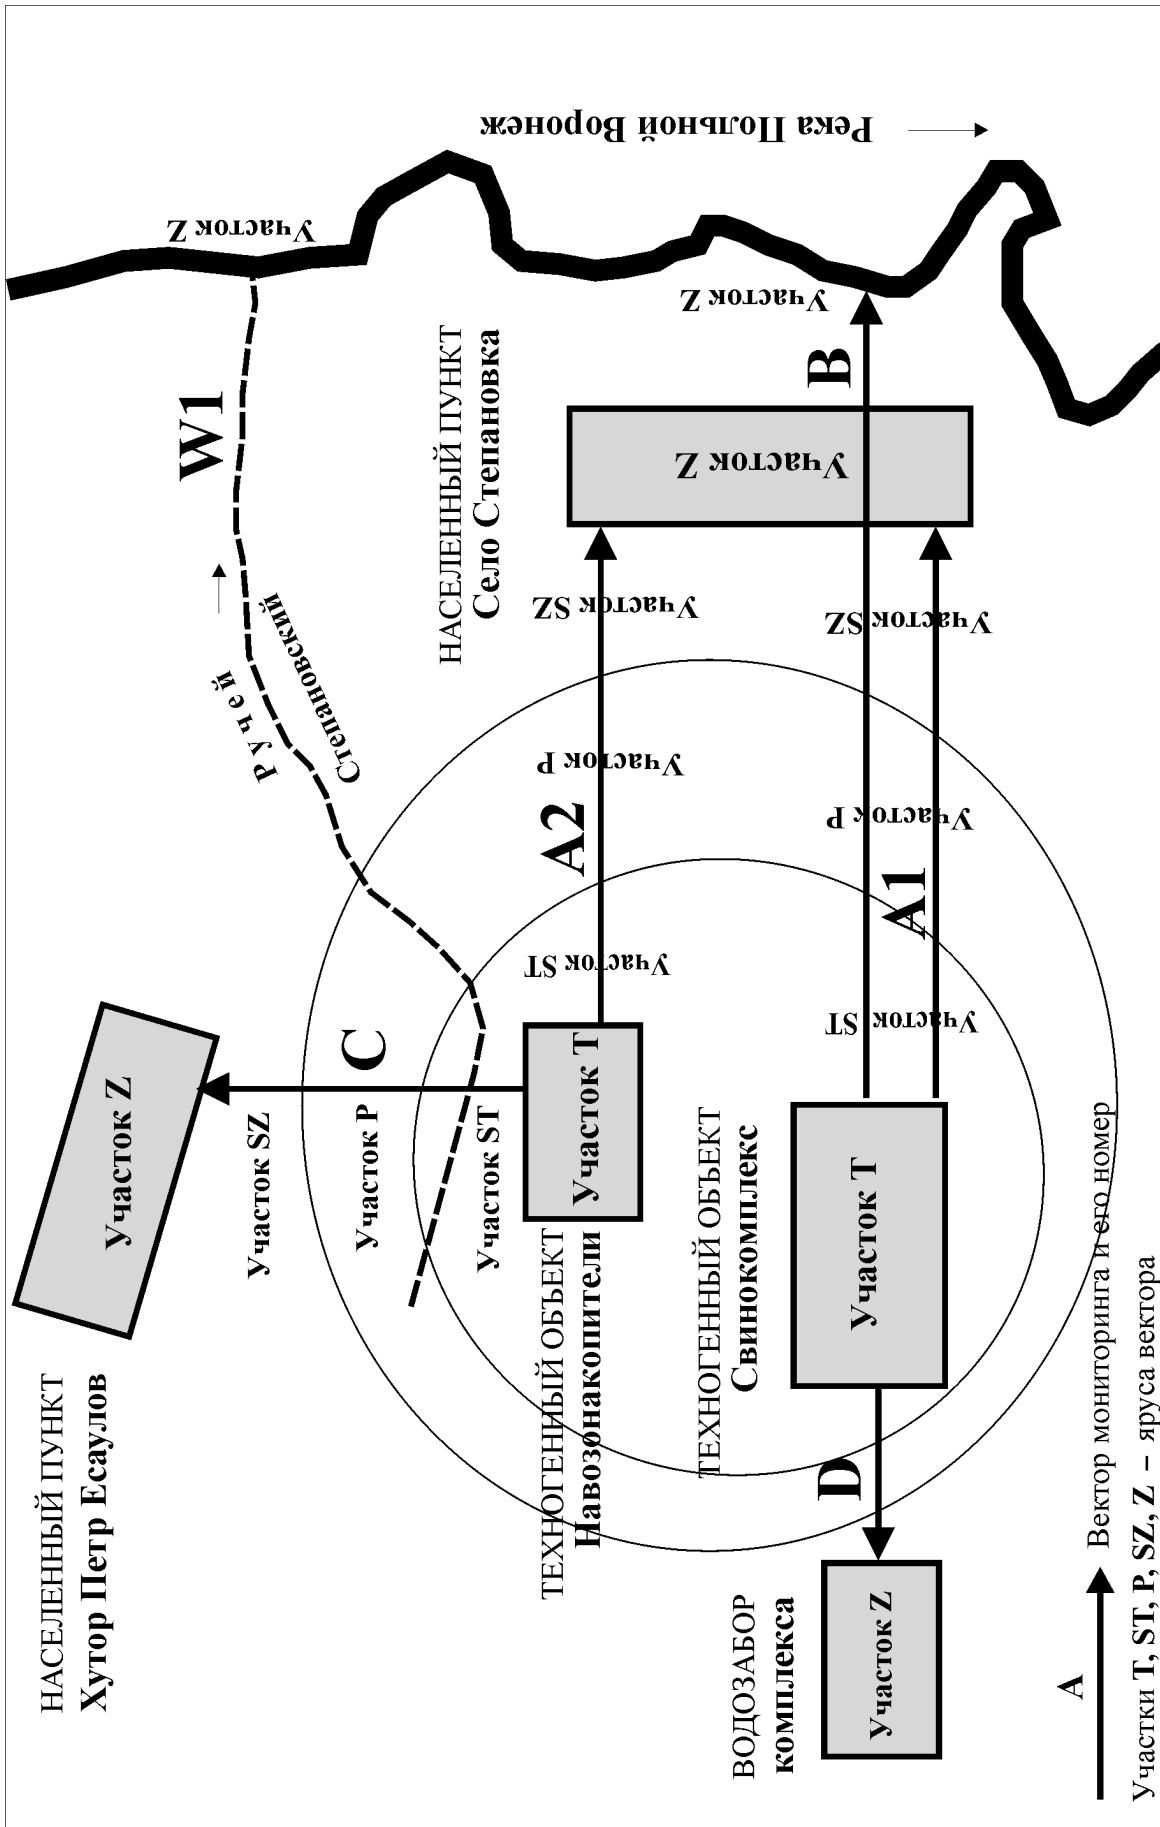 НАСЕЛЕННЫЙ ПУНКТ
Хутор Петр Есаулов
Участок Z
Участок SZ
Участок P
Участок ST
C
W1
Ручей
Степановский
Участок Z
Река Польной Воронеж
НАСЕЛЕННЫЙ ПУНКТ
Село Степановка
Участок Z
Участок Z
B
ТЕХНОГЕННЫЙ ОБЪЕКТ
Навозонакопители
Участок T
Участок ST
A2
Участок P
Участок SZ
ТЕХНОГЕННЫЙ ОБЪЕКТ
Свинокомплекс
Участок T
Участок ST
A1
Участок P
Участок SZ
D
ВОДОЗАБОР
комплекса
Участок Z
A
Вектор мониторинга и его номер
Участки T, ST, P, SZ, Z – яруса вектора